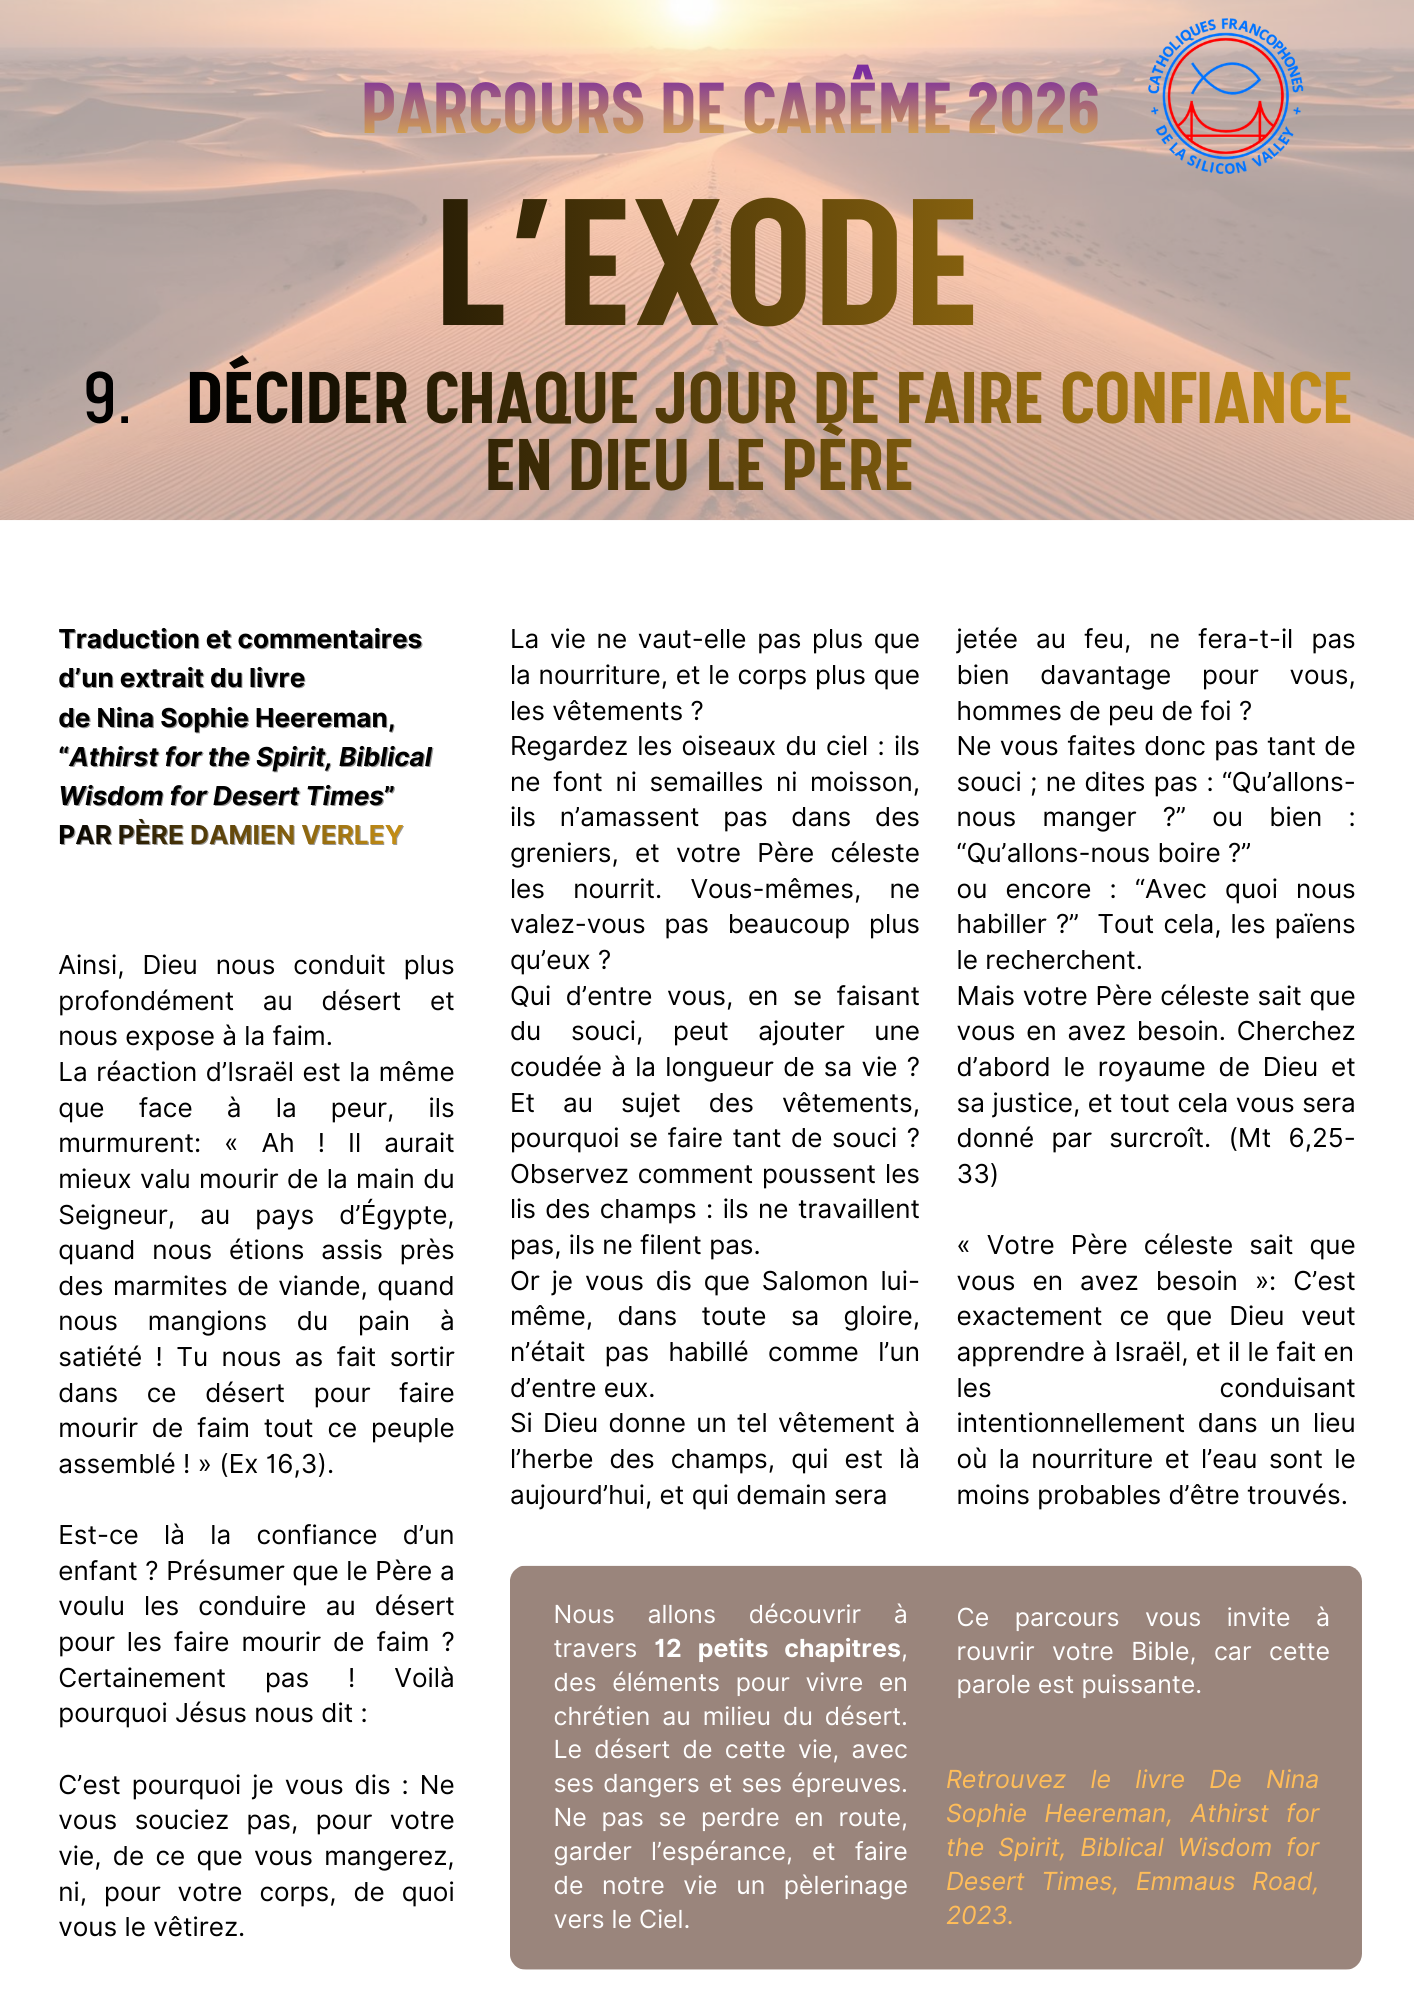 PARCOURS DE CARÊME 2026
CATHOLIQUES FRANCOPHONES
+ DE LA SILICON VALLEY +
L’EXODE
9. DÉCIDER CHAQUE JOUR DE FAIRE CONFIANCE
EN DIEU LE PÈRE
Traduction et commentaires
d’un extrait du livre
de Nina Sophie Heereman,
“Athirst for the Spirit, Biblical
Wisdom for Desert Times”
PAR PÈRE DAMIEN VERLEY
Ainsi, Dieu nous conduit plus
profondément au désert et
nous expose à la faim.
La réaction d’Israël est la même
que face à la peur, ils
murmurent: « Ah ! Il aurait
mieux valu mourir de la main du
Seigneur, au pays d’Égypte,
quand nous étions assis près
des marmites de viande, quand
nous mangions du pain à
satiété ! Tu nous as fait sortir
dans ce désert pour faire
mourir de faim tout ce peuple
assemblé ! » (Ex 16,3).
Est-ce là la confiance d’un
enfant ? Présumer que le Père a
voulu les conduire au désert
pour les faire mourir de faim ?
Certainement pas ! Voilà
pourquoi Jésus nous dit :
C’est pourquoi je vous dis : Ne
vous souciez pas, pour votre
vie, de ce que vous mangerez,
ni, pour votre corps, de quoi
vous le vêtirez.
La vie ne vaut-elle pas plus que
la nourriture, et le corps plus que
les vêtements ?
Regardez les oiseaux du ciel : ils
ne font ni semailles ni moisson,
ils n’amassent pas dans des
greniers, et votre Père céleste
les nourrit. Vous-mêmes, ne
valez-vous pas beaucoup plus
qu’eux ?
Qui d’entre vous, en se faisant
du souci, peut ajouter une
coudée à la longueur de sa vie ?
Et au sujet des vêtements,
pourquoi se faire tant de souci ?
Observez comment poussent les
lis des champs : ils ne travaillent
pas, ils ne filent pas.
Or je vous dis que Salomon lui-
même, dans toute sa gloire,
n’était pas habillé comme l’un
d’entre eux.
Si Dieu donne un tel vêtement à
l’herbe des champs, qui est là
aujourd’hui, et qui demain sera
jetée au feu, ne fera-t-il pas
bien davantage pour vous,
hommes de peu de foi ?
Ne vous faites donc pas tant de
souci ; ne dites pas : “Qu’allons-
nous manger ?” ou bien :
“Qu’allons-nous boire ?”
ou encore : “Avec quoi nous
habiller ?” Tout cela, les païens
le recherchent.
Mais votre Père céleste sait que
vous en avez besoin. Cherchez
d’abord le royaume de Dieu et
sa justice, et tout cela vous sera
donné par surcroît. (Mt 6,25-
33)
« Votre Père céleste sait que
vous en avez besoin »: C’est
exactement ce que Dieu veut
apprendre à Israël, et il le fait en
les conduisant
intentionnellement dans un lieu
où la nourriture et l’eau sont le
moins probables d’être trouvés.
Nous allons découvrir à
travers 12 petits chapitres,
des éléments pour vivre en
chrétien au milieu du désert.
Le désert de cette vie, avec
ses dangers et ses épreuves.
Ne pas se perdre en route,
garder l’espérance, et faire
de notre vie un pèlerinage
vers le Ciel.
Ce parcours vous invite à
rouvrir votre Bible, car cette
parole est puissante.
Retrouvez le livre De Nina
Sophie Heereman, Athirst for
the Spirit, Biblical Wisdom for
Desert Times, Emmaus Road,
2023.